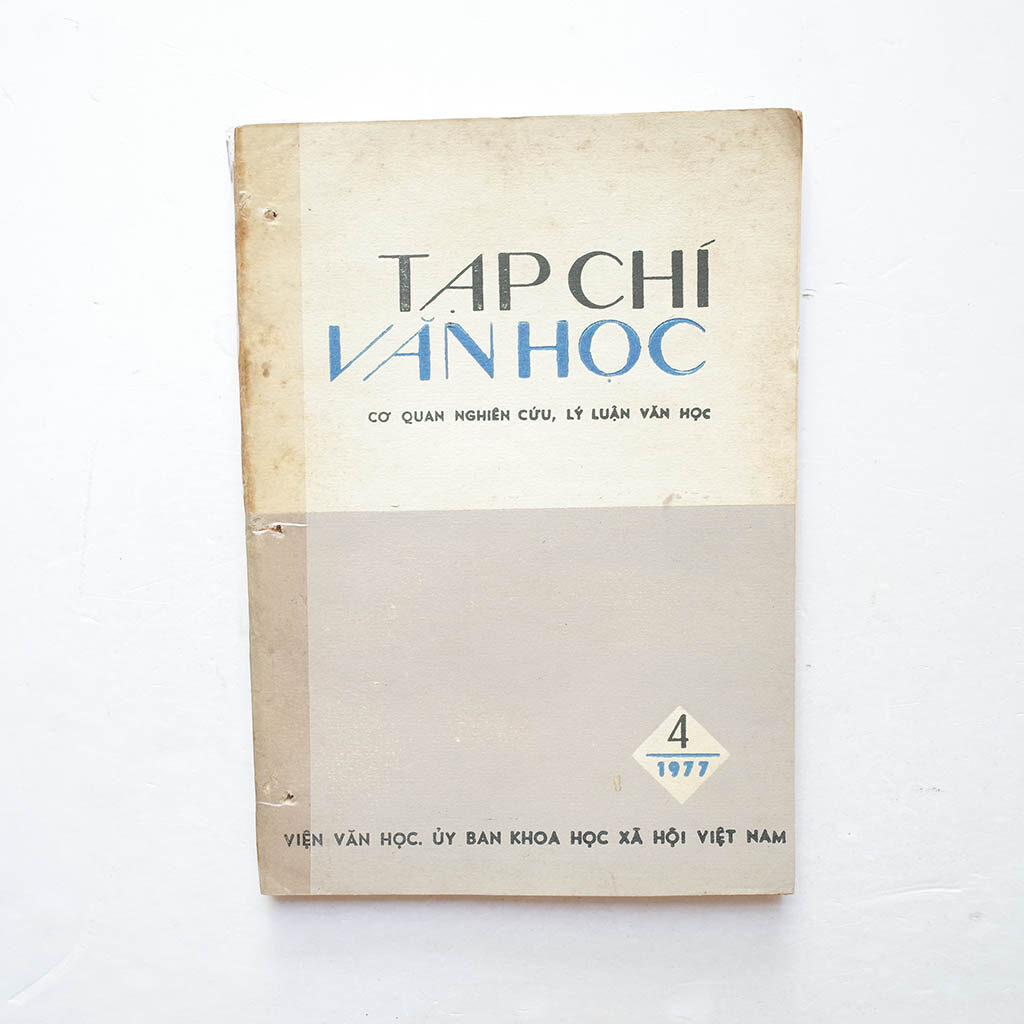 TẠP CHÍ
VĂN HỌC
CƠ QUAN NGHIÊN CỨU, LÝ LUẬN VĂN HỌC
4
1977
VIỆN VĂN HỌC. ỦY BAN KHOA HỌC XÃ HỘI VIỆT NAM